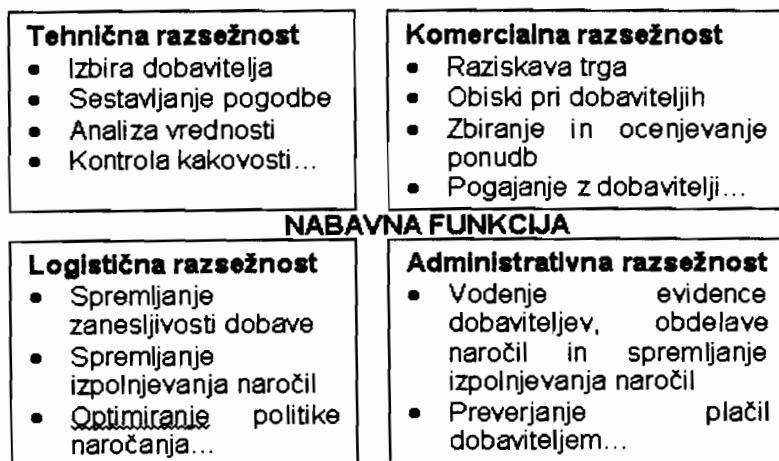 Tehnična razsežnost
• Izbira dobavitelja
• Sestavljanje pogodbe
• Analiza vrednosti
• Kontrola kakovosti...
Komercialna razsežnost
• Raziskava trga
• Obiski pri dobaviteljih
• Zbiranje in ocenjevanje
ponudb
• Pogajanje z dobavitelji...
NABAVNA FUNKCIJA
Logistična razsežnost
• Spremljanje
zanesljivosti dobave
• Spremljanje
izpolnjevanja naročil
• Optimiranje politike
naročanja...
Administrativna razsežnost
• Vodenje evidence
dobaviteljev, obdelave
naročil in spremljanje
izpolnjevanja naročil
• Preverjanje plačil
dobaviteljem...